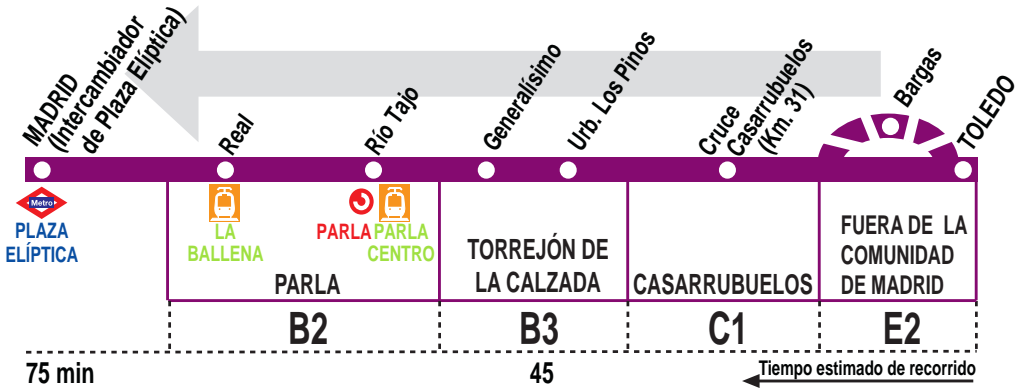 MADRID
(Intercambiador
de Plaza Elíptica)
Real
Río Tajo
Generalísimo
Urb. Los Pinos
Cruce
Casarrubuelos
(Km. 31)
Bargas
TOLEDO
Metro
PLAZA
ELÍPTICA
LA
BALLENA
PARLA
PARLA
CENTRO
PARLA
TORREJÓN DE
LA CALZADA
CASARRUBUELOS
FUERA DE LA
COMUNIDAD
DE MADRID
B2
B3
C1
E2
75 min
45
Tiempo estimado de recorrido